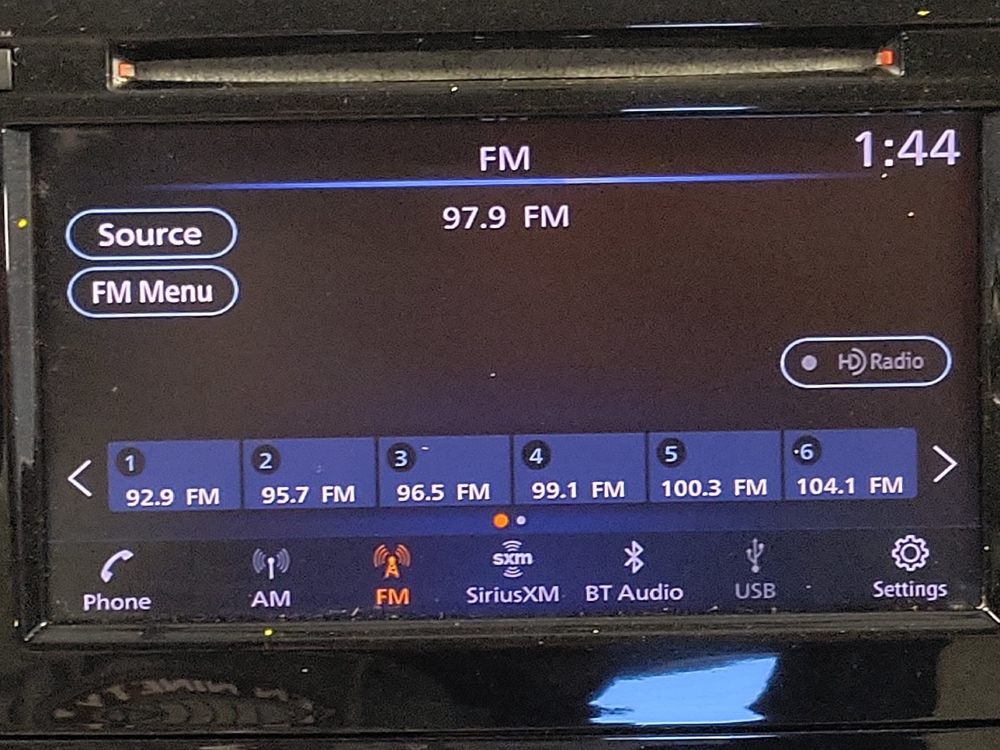 FM
1:44
97.9 FM
Source
FM Menu
HD Radio
1 2 3 4 5 6
92.9 FM 95.7 FM 96.5 FM 99.1 FM 100.3 FM 104.1 FM
sxm
Phone AM FM SiriusXM BT Audio USB Settings